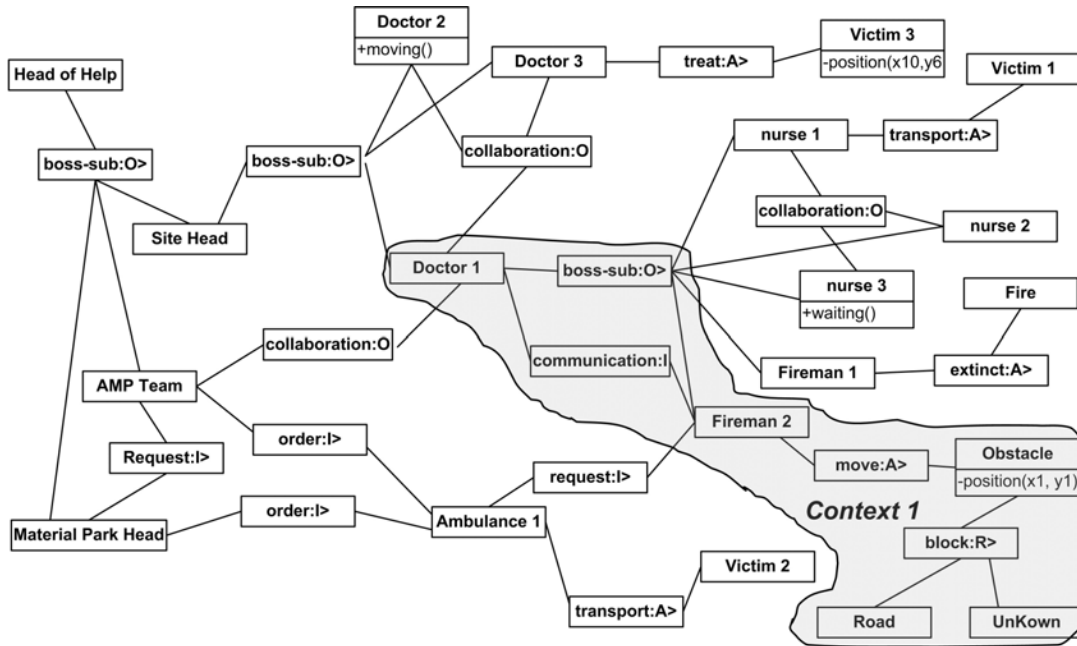 Doctor 2
+moving()
Victim 3
-position(x10,y6
Head of Help
Doctor 3
treat:A>
Victim 1
nurse 1
transport:A>
boss-sub:O>
boss-sub:O>
collaboration:O
collaboration:O
Site Head
nurse 2
Doctor 1
boss-sub:O>
nurse 3
+waiting()
Fire
collaboration:O
communication:I
AMP Team
Fireman 1
extinct:A>
Fireman 2
order:I>
Request:I>
request:I>
move:A>
Obstacle
-position(x1, y1)
Material Park Head
order:I>
Ambulance 1
Context 1
block:R>
Victim 2
transport:A>
Road
UnKown